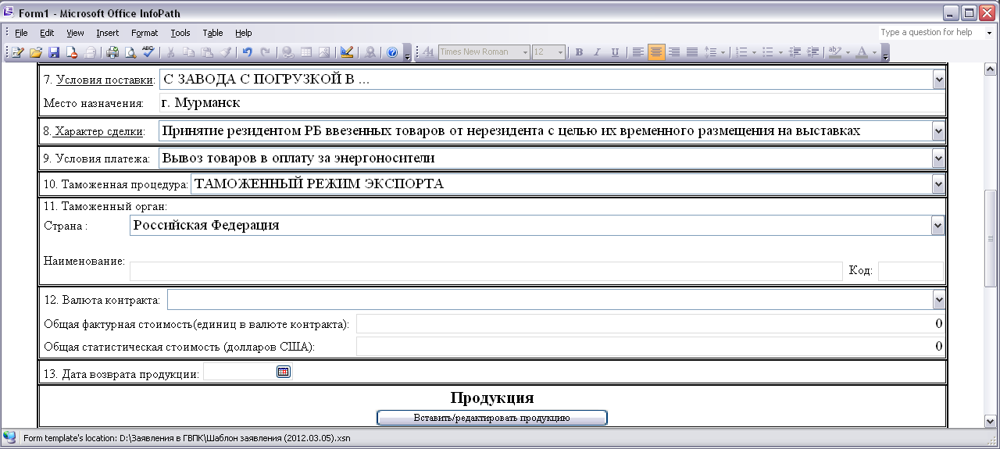 Form1 - Microsoft Office InfoPath
File Edit View Insert Format Tools Table Help
Type a question for help
Times New Roman 12 B I U
7. Условия поставки: С ЗАВОДА С ПОГРУЗКОЙ В ...
Место назначения: г. Мурманск
8. Характер сделки: Принятие резидентом РБ ввезенных товаров от нерезидента с целью их временного размещения на выставках
9. Условия платежа: Вывоз товаров в оплату за энергоносители
10. Таможенная процедура: ТАМОЖЕННЫЙ РЕЖИМ ЭКСПОРТА
11. Таможенный орган:
Страна : Российская Федерация
Наименование: Код:
12. Валюта контракта:
Общая фактурная стоимость(единиц в валюте контракта): 0
Общая статистическая стоимость (долларов США): 0
13. Дата возврата продукции:
Продукция
Вставить/редактировать продукцию
Form template's location: D:\Заявления в ГВПК\Шаблон заявления (2012.03.05).xsn